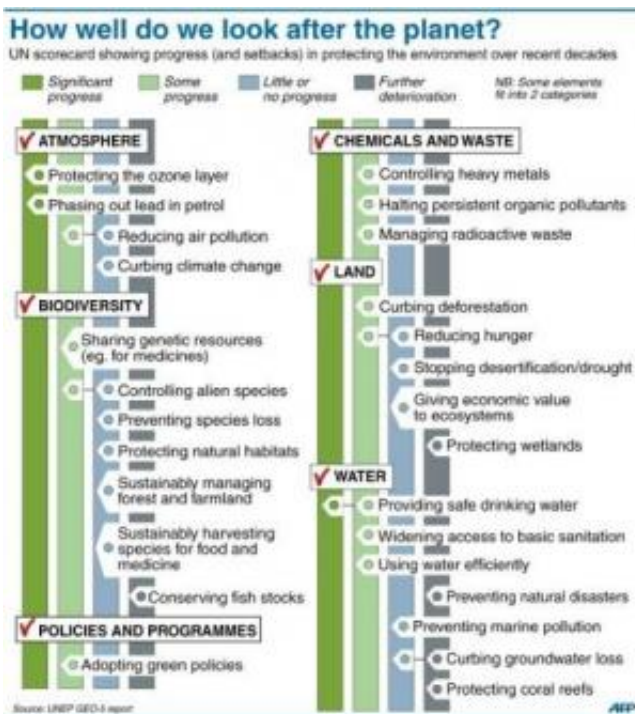 How well do we look after the planet?
UN scorecard showing progress (and setbacks) in protecting the environment over recent decades
Significant
progress
Some
progress
Little or
no progress
Further
deterioration
NB: Some elements
fit into 2 categories
ATMOSPHERE
Protecting the ozone layer
Phasing out lead in petrol
Reducing air pollution
Curbing climate change
BIODIVERSITY
Sharing genetic resources
(eg. for medicines)
Controlling alien species
Preventing species loss
Protecting natural habitats
Sustainably managing
forest and farmland
Sustainably harvesting
species for food and
medicine
Conserving fish stocks
POLICIES AND PROGRAMMES
Adopting green policies
CHEMICALS AND WASTE
Controlling heavy metals
Halting persistent organic pollutants
Managing radioactive waste
LAND
Curbing deforestation
Reducing hunger
Stopping desertification/drought
Giving economic value
to ecosystems
Protecting wetlands
WATER
Providing safe drinking water
Widening access to basic sanitation
Using water efficiently
Preventing natural disasters
Preventing marine pollution
Curbing groundwater loss
Protecting coral reefs
Source: UNEP GEO-5 report
AFP